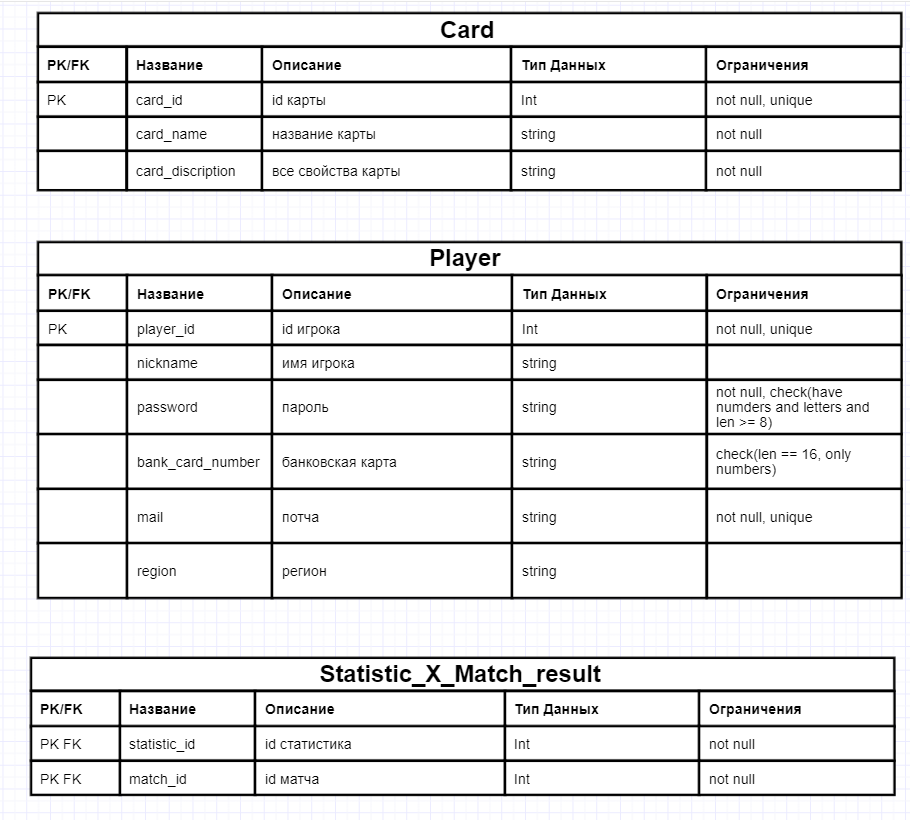 Card
PK/FK Название Описание Тип Данных Ограничения
PK card_id id карты Int not null, unique
card_name название карты string not null
card_discription все свойства карты string not null
Player
PK/FK Название Описание Тип Данных Ограничения
PK player_id id игрока Int not null, unique
nickname имя игрока string
password пароль string not null, check(have
numders and letters and
len >= 8)
bank_card_number банковская карта string check(len == 16, only
numbers)
mail потча string not null, unique
region регион string
Statistic_X_Match_result
PK/FK Название Описание Тип Данных Ограничения
PK FK statistic_id id статистика Int not null
PK FK match_id id матча Int not null